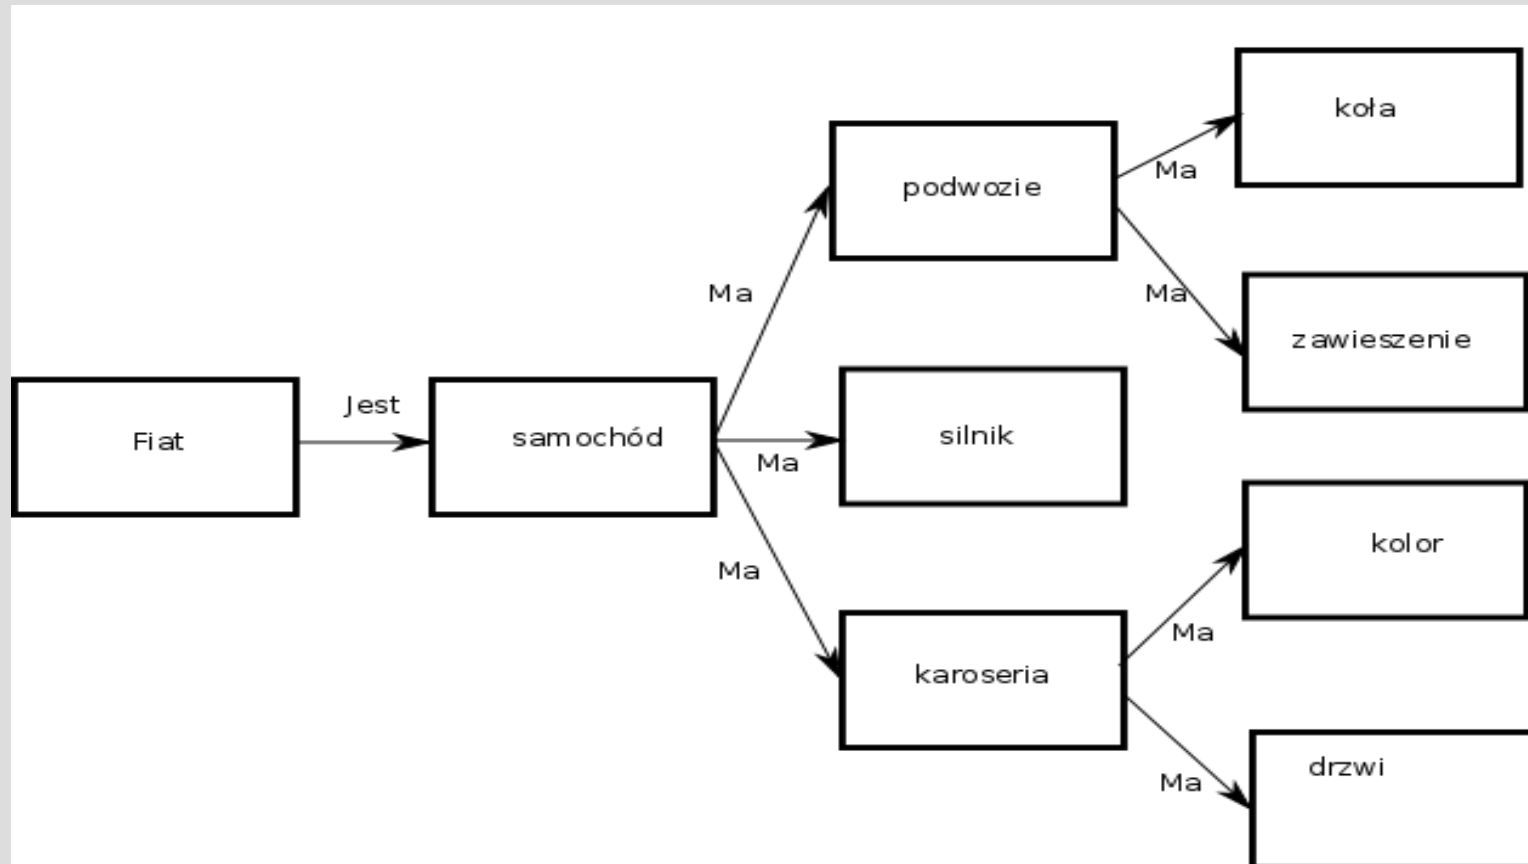 Fiat
Jest
samochód
Ma
podwozie
Ma
koła
Ma
zawieszenie
Ma
silnik
Ma
karoseria
Ma
kolor
Ma
drzwi